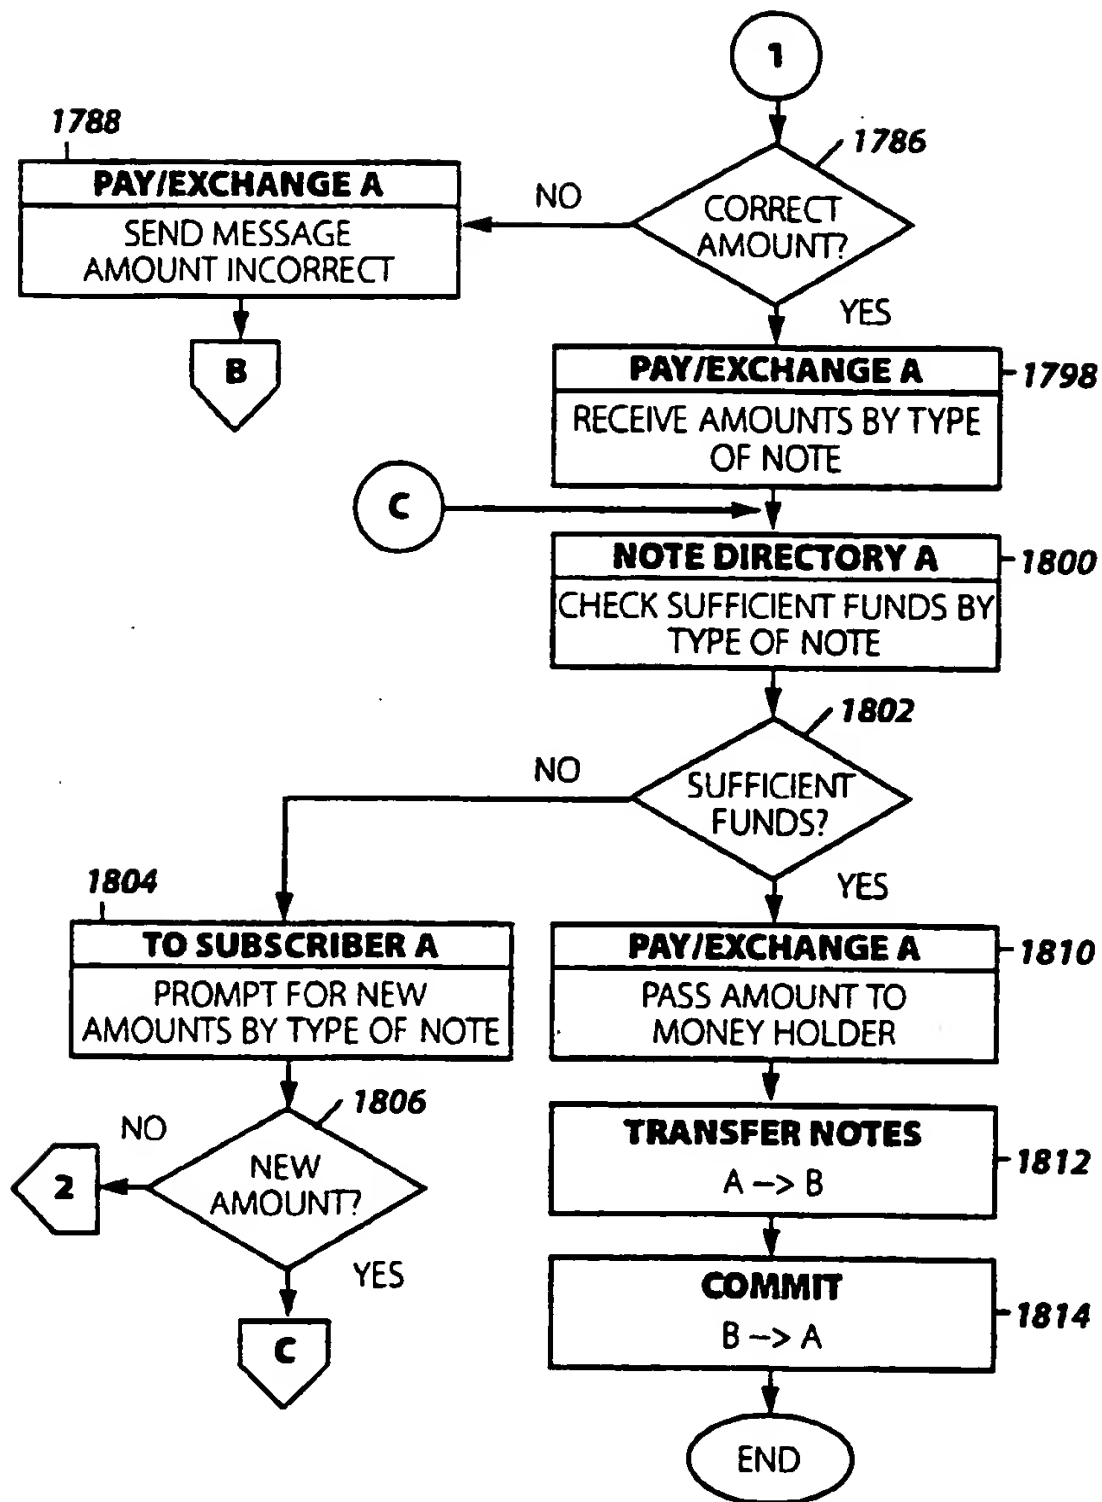 1
1788
1786
PAY/EXCHANGE A
SEND MESSAGE
AMOUNT INCORRECT
NO
CORRECT
AMOUNT?
YES
B
PAY/EXCHANGE A
1798
RECEIVE AMOUNTS BY TYPE
OF NOTE
C
NOTE DIRECTORY A
1800
CHECK SUFFICIENT FUNDS BY
TYPE OF NOTE
1802
NO
SUFFICIENT
FUNDS?
YES
1804
TO SUBSCRIBER A
PROMPT FOR NEW
AMOUNTS BY TYPE OF NOTE
PAY/EXCHANGE A
1810
PASS AMOUNT TO
MONEY HOLDER
1806
NO
2
NEW
AMOUNT?
YES
C
TRANSFER NOTES
A –> B
1812
COMMIT
B –> A
1814
END